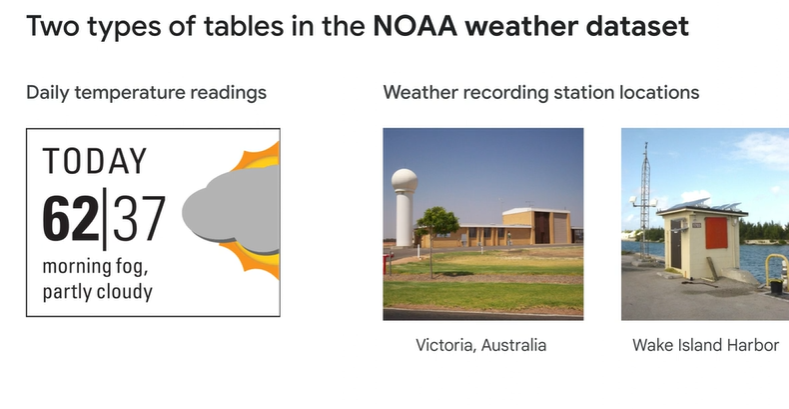 Two types of tables in the NOAA weather dataset
Daily temperature readings
Weather recording station locations
TODAY
62|37
morning fog,
partly cloudy
Victoria, Australia
Wake Island Harbor